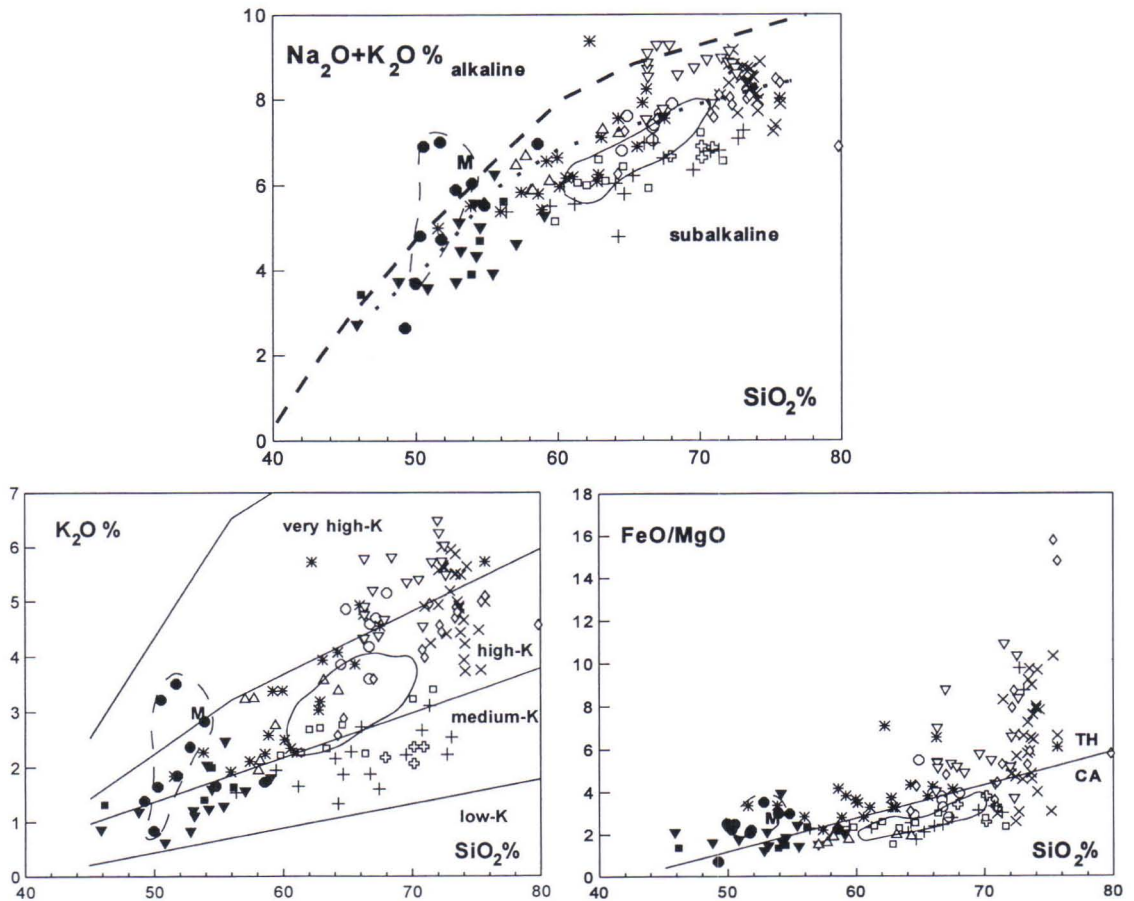 10
Na₂O+K₂O % alkaline
8
M
6
subalkaline
4
2
SiO₂%
0
40 50 60 70 80
7
K₂O %
very high-K
6
5
high-K
4
M
3
medium-K
2
low-K
1
SiO₂%
0
40 50 60 70 80
18
FeO/MgO
16
14
12
10
8
6
TH
CA
4
M
2
SiO₂%
0
40 50 60 70 80